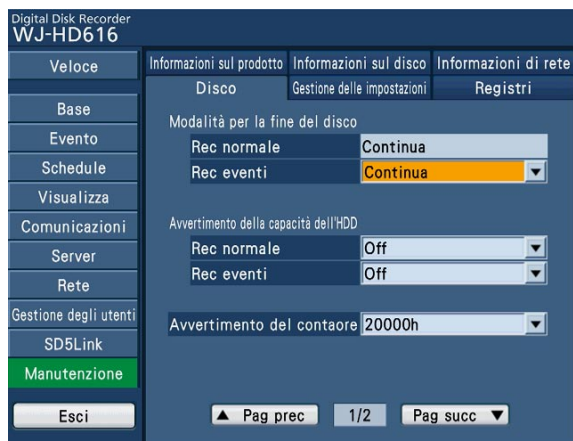 Digital Disk Recorder
WJ-HD616
Veloce
Base
Evento
Schedule
Visualizza
Comunicazioni
Server
Rete
Gestione degli utenti
SD5Link
Manutenzione
Esci
Informazioni sul prodotto Informazioni sul disco Informazioni di rete
Disco Gestione delle impostazioni Registri
Modalità per la fine del disco
Rec normale Continua
Rec eventi Continua
Avvertimento della capacità dell'HDD
Rec normale Off
Rec eventi Off
Avvertimento del contaore 20000h
Pag prec 1/2 Pag succ